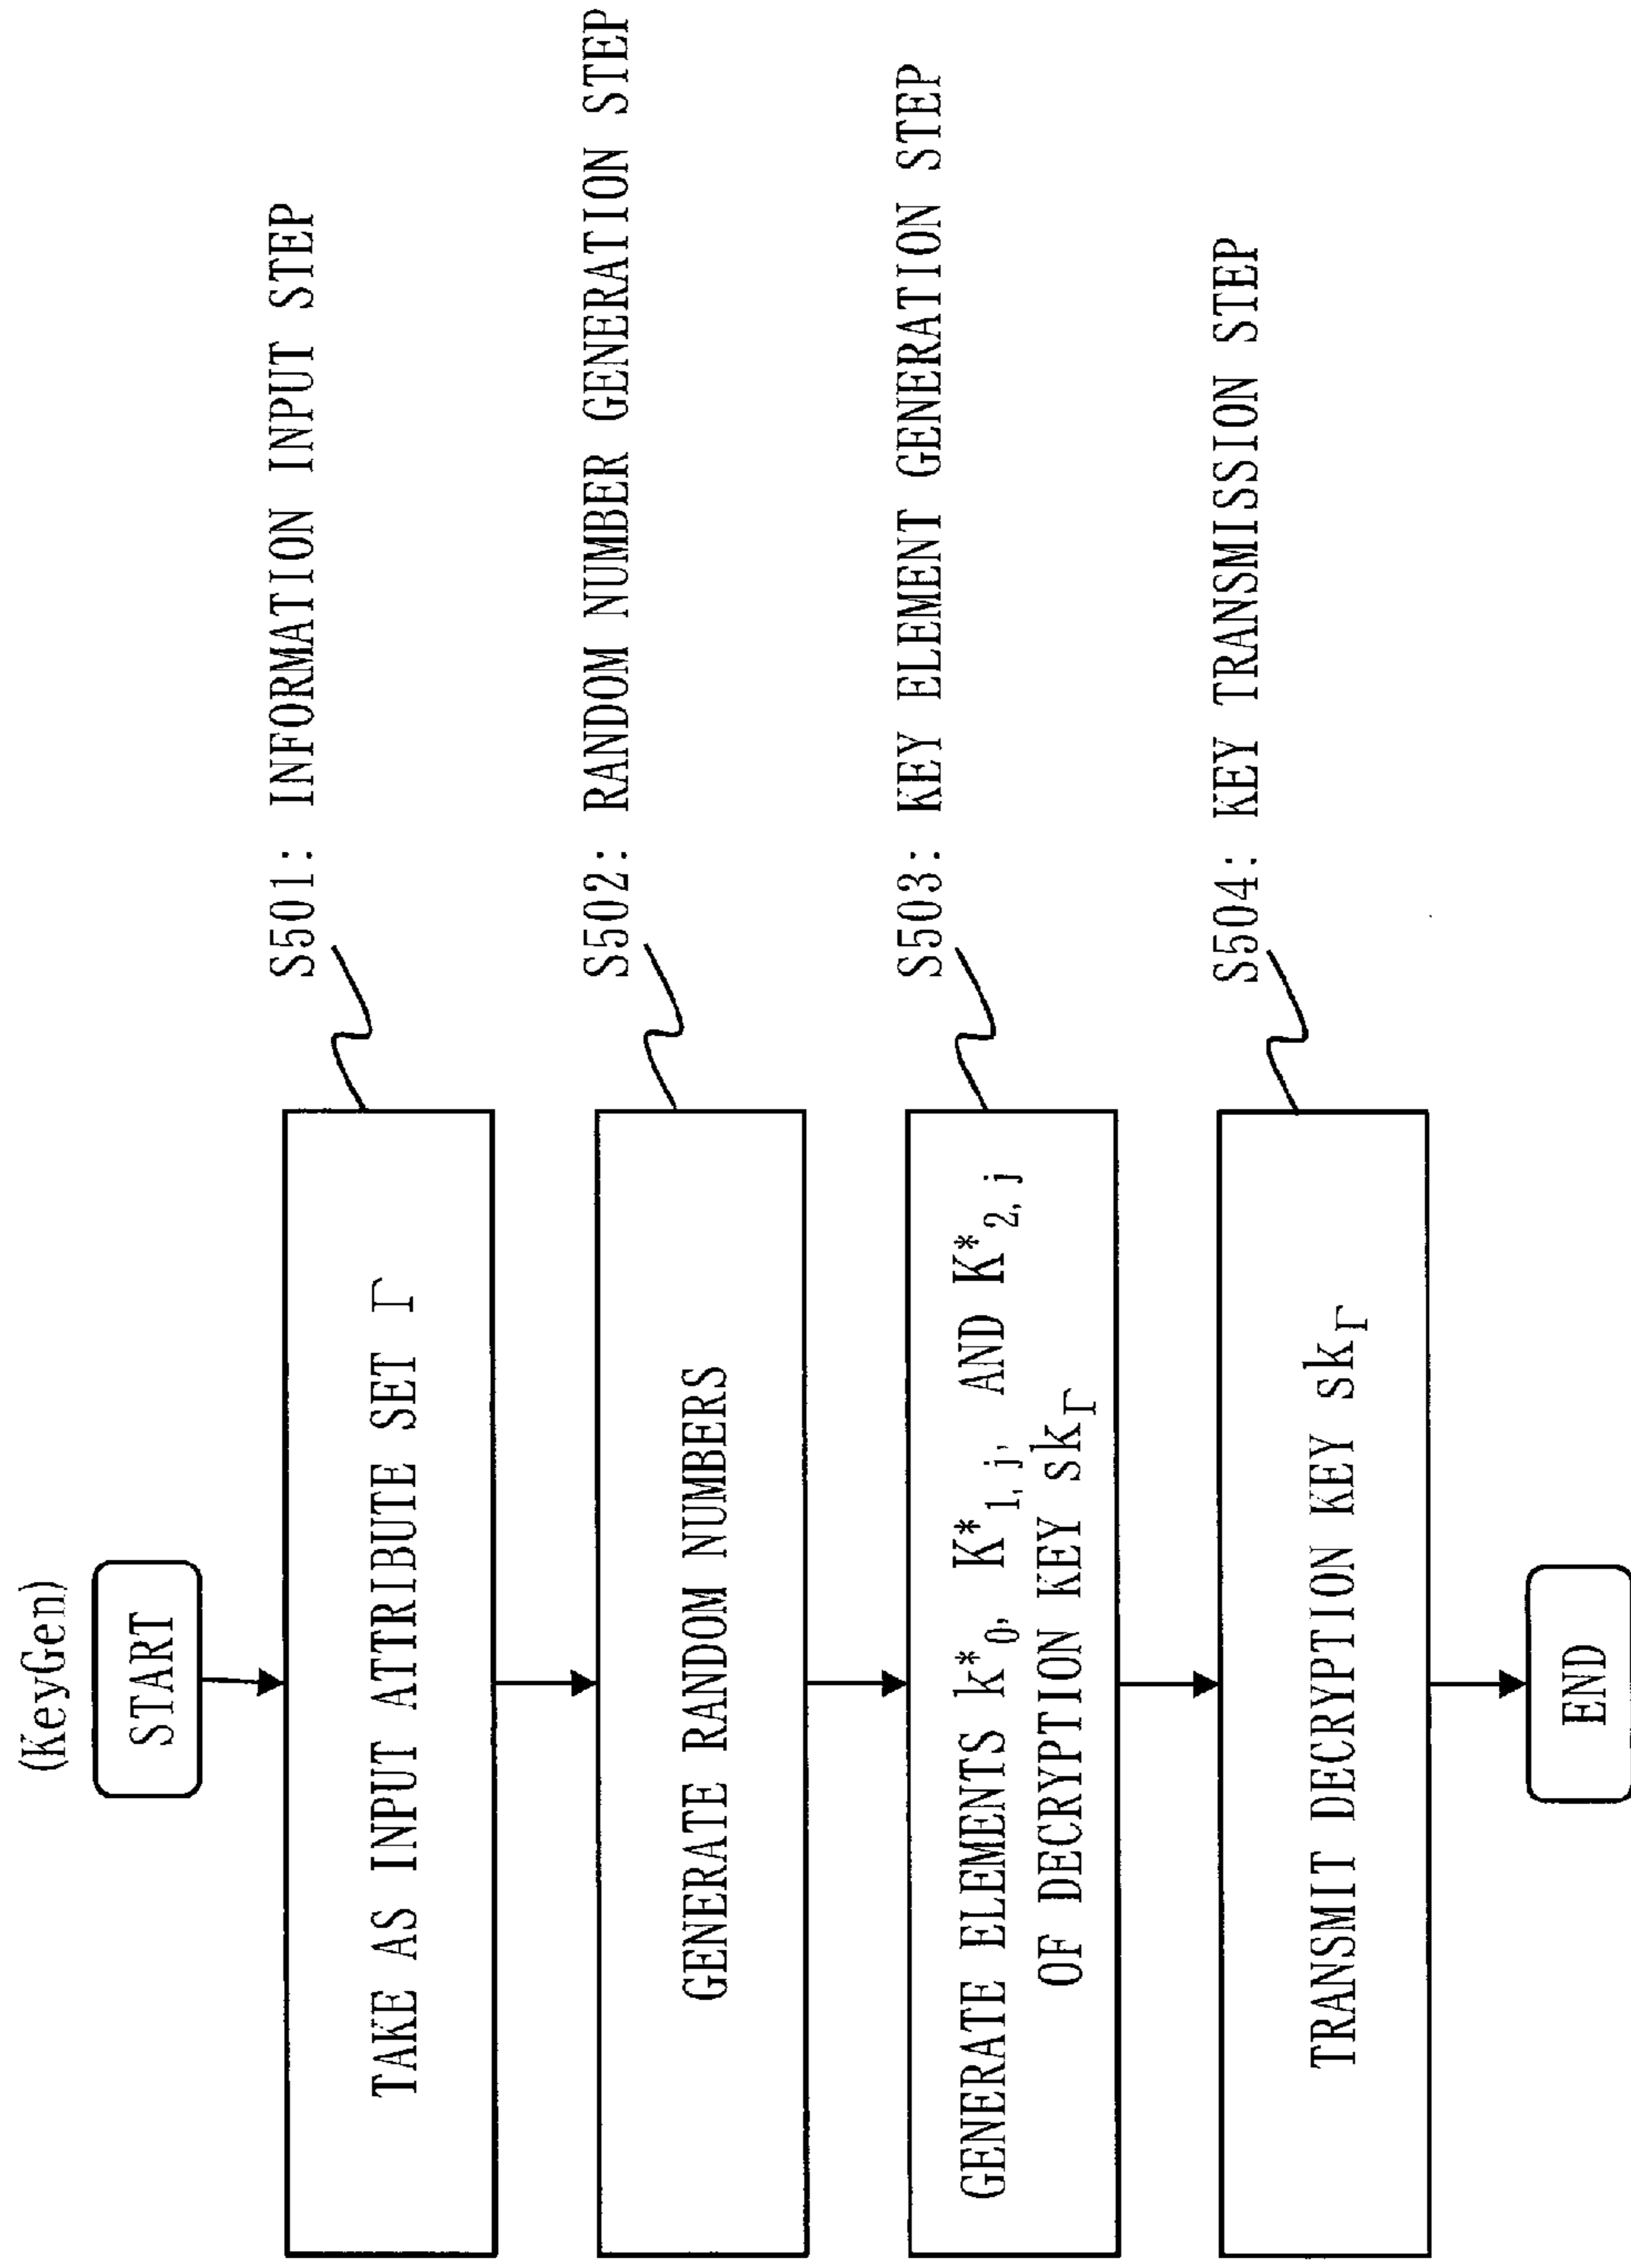 (KeyGen)
START
TAKE AS INPUT ATTRIBUTE SET Γ
S501: INFORMATION INPUT STEP
GENERATE RANDOM NUMBERS
S502: RANDOM NUMBER GENERATION STEP
GENERATE ELEMENTS k*0, K*1,j, AND K*2,j
OF DECRYPTION KEY skΓ
S503: KEY ELEMENT GENERATION STEP
TRANSMIT DECRYPTION KEY skΓ
S504: KEY TRANSMISSION STEP
END